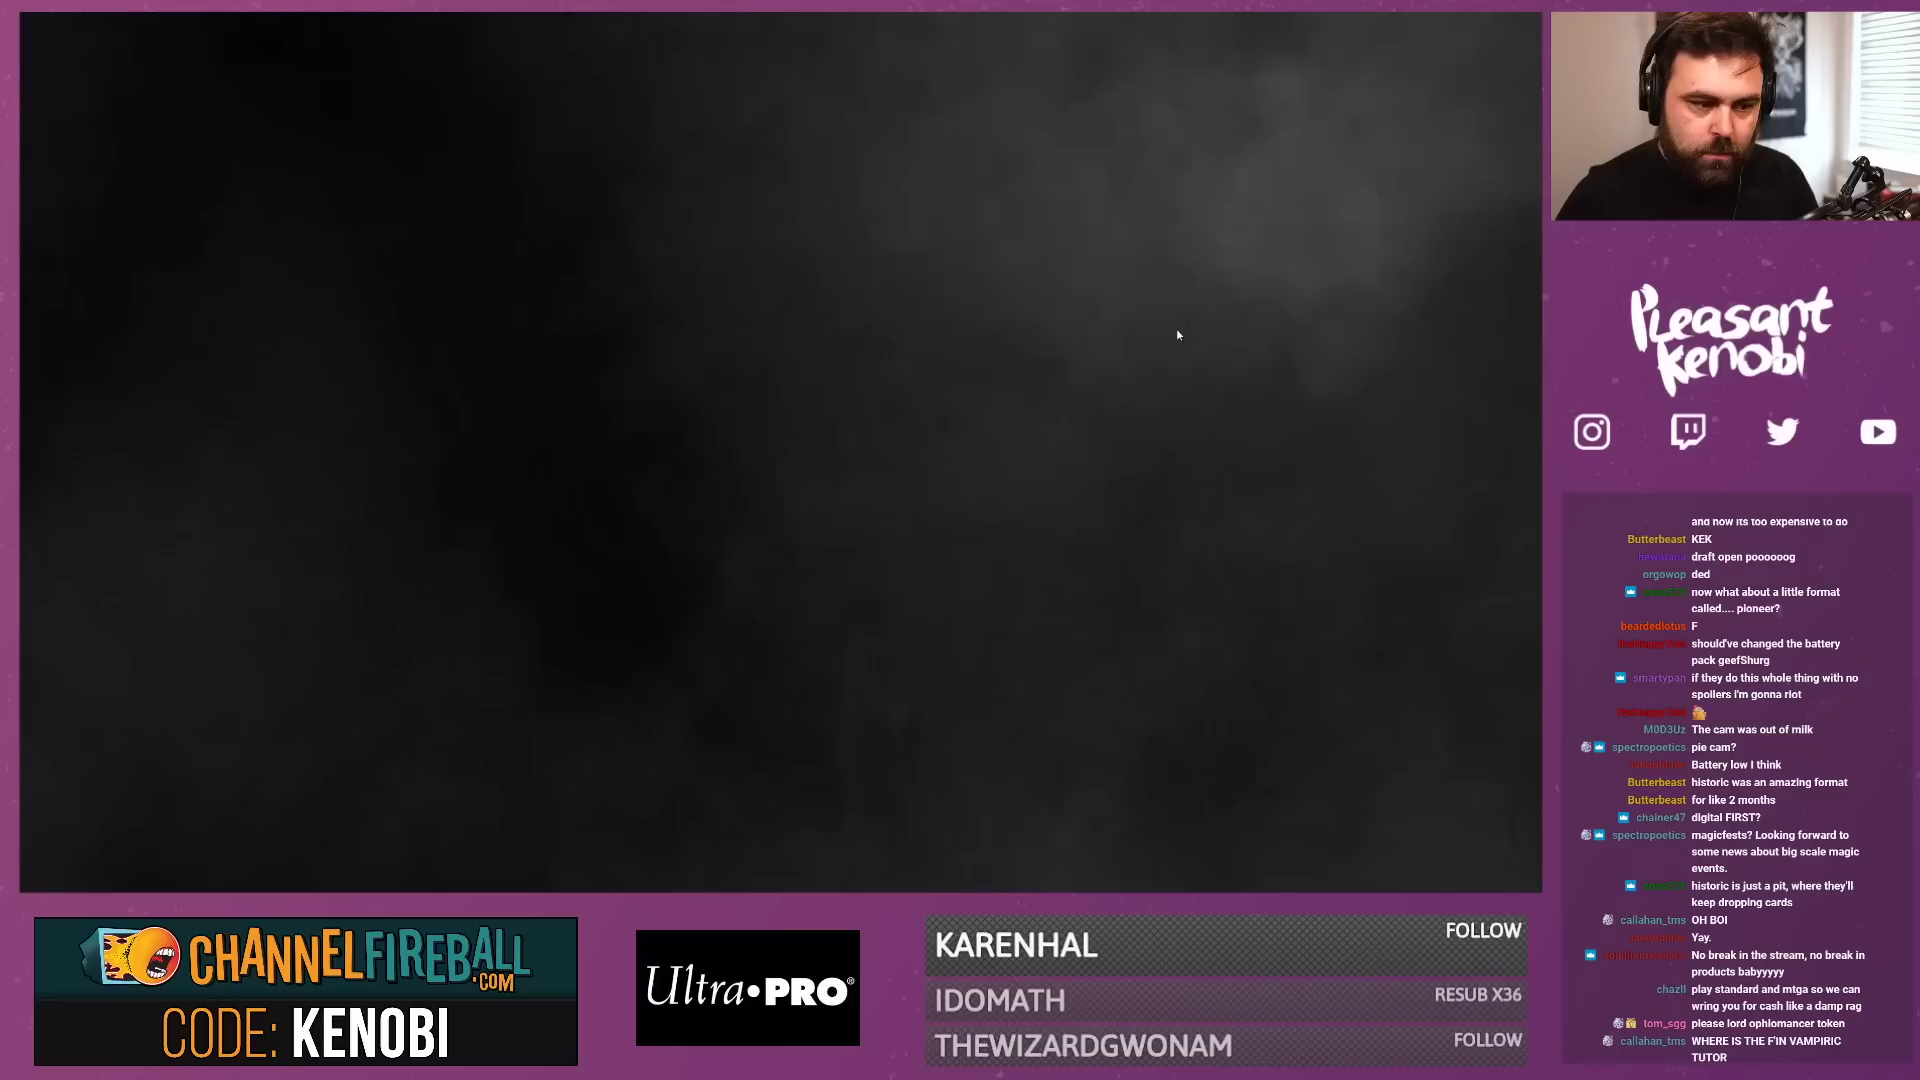 Pleasant
Kenobi
and now its too expensive to do
Butterbeast KEK
hewatana draft open poooooog
orgowop ded
now what about a little format
called.... pioneer?
beardedlotus F
should've changed the battery
pack geefShurg
smartypan if they do this whole thing with no
spoilers I'm gonna riot
M0D3Uz The cam was out of milk
spectropoetics pie cam?
Battery low I think
Butterbeast historic was an amazing format
Butterbeast for like 2 months
chainer47 digital FIRST?
spectropoetics magicfests? Looking forward to
some news about big scale magic
events.
historic is just a pit, where they'll
keep dropping cards
callahan_tms OH BOI
Yay.
No break in the stream, no break in
products babyyyyy
chazll play standard and mtga so we can
wring you for cash like a damp rag
tom_sgg please lord ophiomancer token
callahan_tms WHERE IS THE F'IN VAMPIRIC
TUTOR
CHANNELFIREBALL
.COM
CODE: KENOBI
Ultra•PRO®
KARENHAL FOLLOW
IDOMATH RESUB X36
THEWIZARDGWONAM FOLLOW